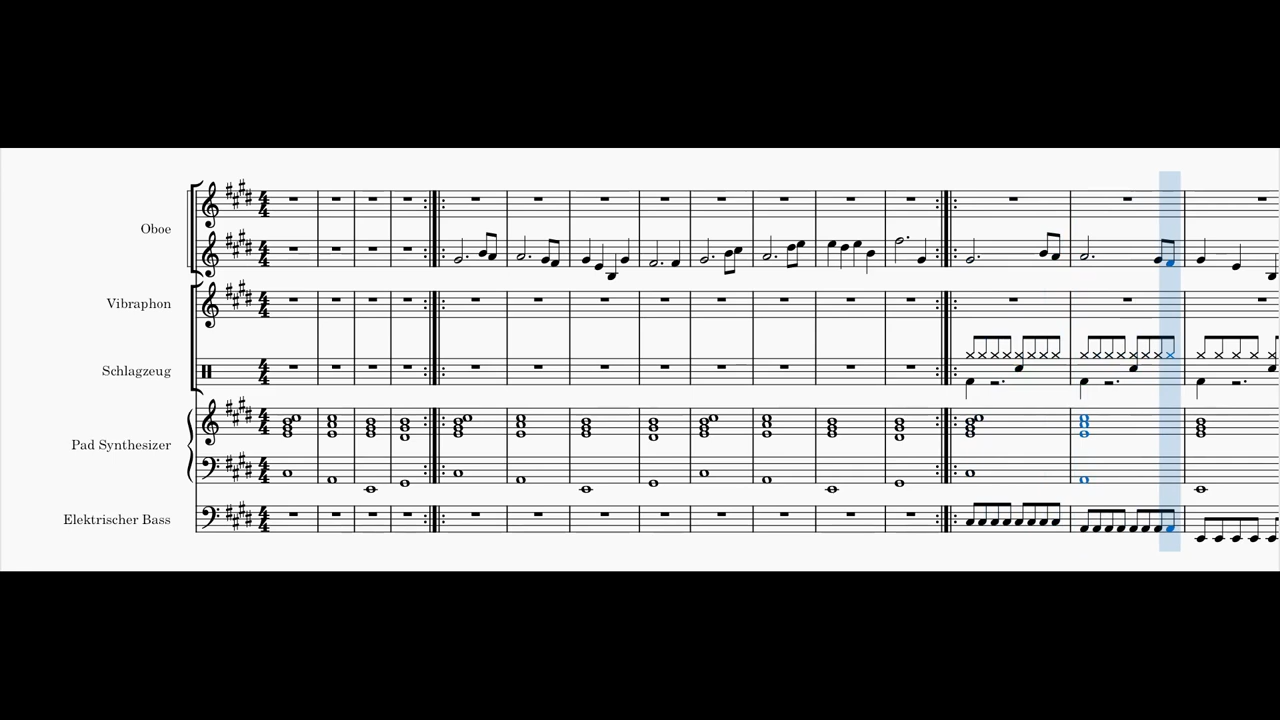 Oboe
Vibraphon
Schlagzeug
Pad Synthesizer
Elektrischer Bass